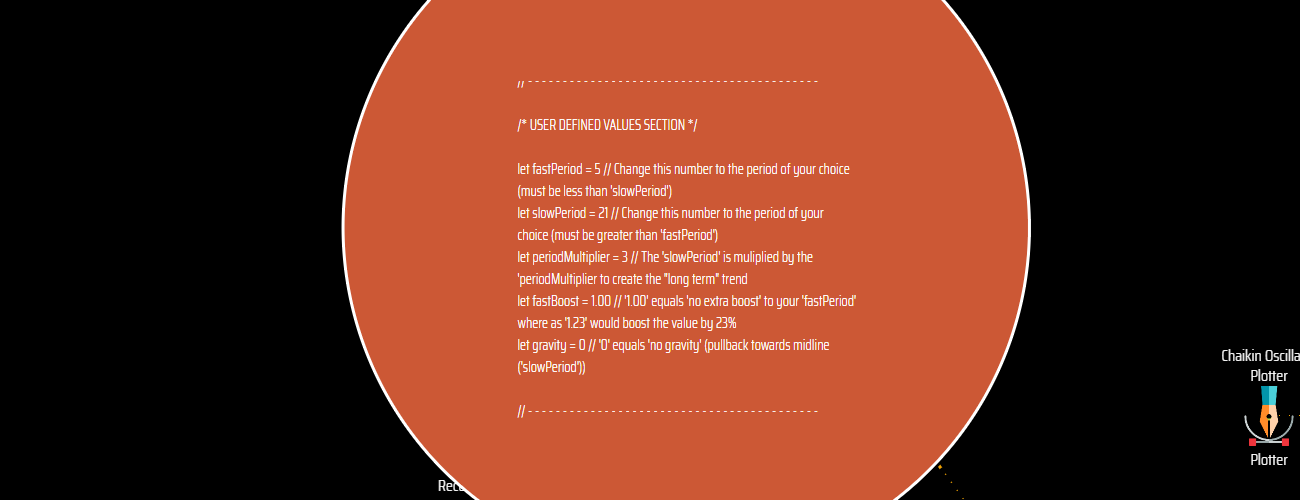 // - - - - - - - - - - - - - - - - - - - - - - - - - - - - - - - - - - - - - - - - - -
/* USER DEFINED VALUES SECTION */
let fastPeriod = 5 // Change this number to the period of your choice
(must be less than 'slowPeriod')
let slowPeriod = 21 // Change this number to the period of your
choice (must be greater than 'fastPeriod')
let periodMultiplier = 3 // The 'slowPeriod' is muliplied by the
'periodMultiplier to create the "long term" trend
let fastBoost = 1.00 // '1.00' equals 'no extra boost' to your 'fastPeriod'
where as '1.23' would boost the value by 23%
let gravity = 0 // '0' equals 'no gravity' (pullback towards midline
('slowPeriod'))
// - - - - - - - - - - - - - - - - - - - - - - - - - - - - - - - - - - - - - - - - - -
Chaikin
Plotter
Plotter